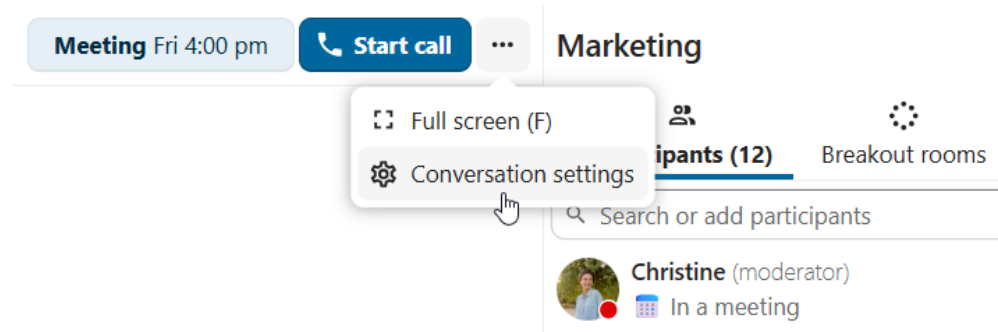 Meeting Fri 4:00 pm
Start call
Marketing
Full screen (F)
Conversation settings
ipants (12)
Breakout rooms
Search or add participants
Christine (moderator)
In a meeting